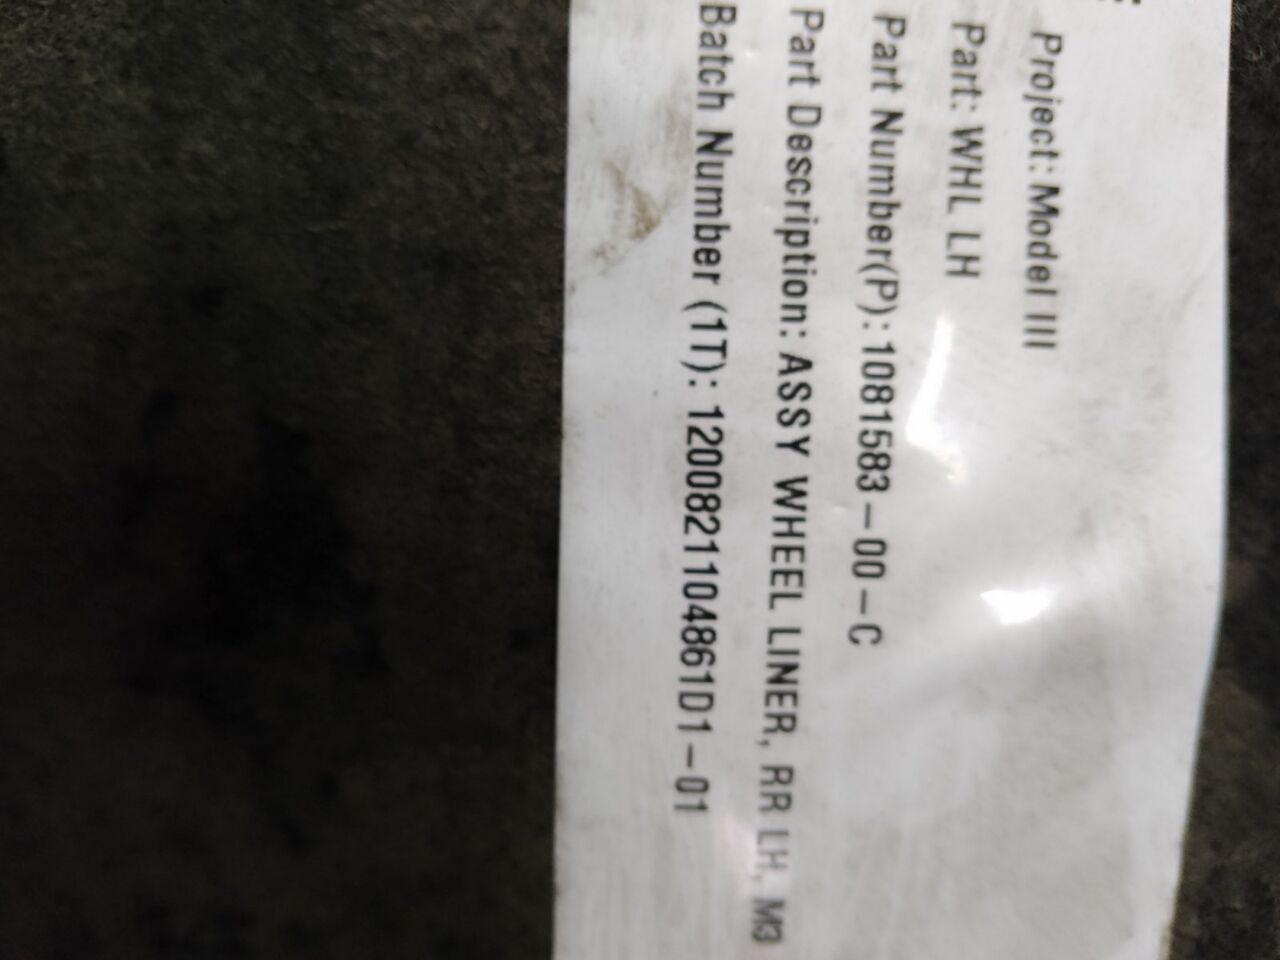 Project: Model III
Part: WHL LH
Part Number(P): 1081583-00-C
Part Description: ASSY WHEEL LINER, RR LH, M3
Batch Number (1T): 1200821104861D1-01